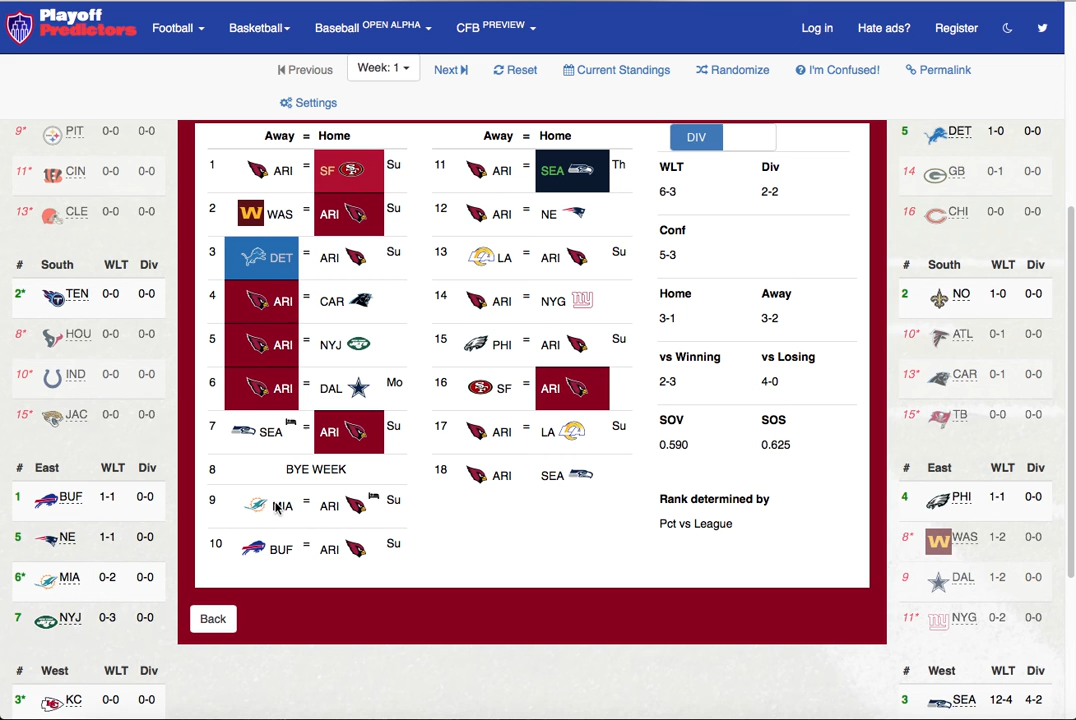 Playoff
Predictors
Football
Basketball
Baseball OPEN ALPHA
CFB PREVIEW
Log in
Hate ads?
Register
Previous
Week: 1
Next
Reset
Current Standings
Randomize
I'm Confused!
Permalink
Settings
9* PIT 0-0 0-0
11* CIN 0-0 0-0
13* CLE 0-0 0-0
# South WLT Div
2* TEN 0-0 0-0
8* HOU 0-0 0-0
10* IND 0-0 0-0
15* JAC 0-0 0-0
# East WLT Div
1 BUF 1-1 0-0
5 NE 1-1 0-0
6* MIA 0-2 0-0
7 NYJ 0-3 0-0
# West WLT Div
3* KC 0-0 0-0
Away = Home
1 ARI = SF Su
2 WAS = ARI Su
3 DET = ARI Su
4 ARI = CAR
5 ARI = NYJ
6 ARI = DAL Mo
7 SEA = ARI Su
8 BYE WEEK
9 MIA = ARI Su
10 BUF = ARI Su
Away = Home
11 ARI = SEA Th
12 ARI = NE
13 LA = ARI Su
14 ARI = NYG
15 PHI = ARI Su
16 SF = ARI
17 ARI = LA Su
18 ARI SEA
DIV
WLT Div
6-3 2-2
Conf
5-3
Home Away
3-1 3-2
vs Winning vs Losing
2-3 4-0
SOV SOS
0.590 0.625
Rank determined by
Pct vs League
Back
5 DET 1-0 0-0
14 GB 0-1 0-0
16 CHI 0-0 0-0
# South WLT Div
2 NO 1-0 0-0
10* ATL 0-1 0-0
13* CAR 0-1 0-0
15* TB 0-0 0-0
# East WLT Div
4 PHI 1-1 0-0
8* WAS 1-2 0-0
9 DAL 1-2 0-0
11* NYG 0-2 0-0
# West WLT Div
3 SEA 12-4 4-2